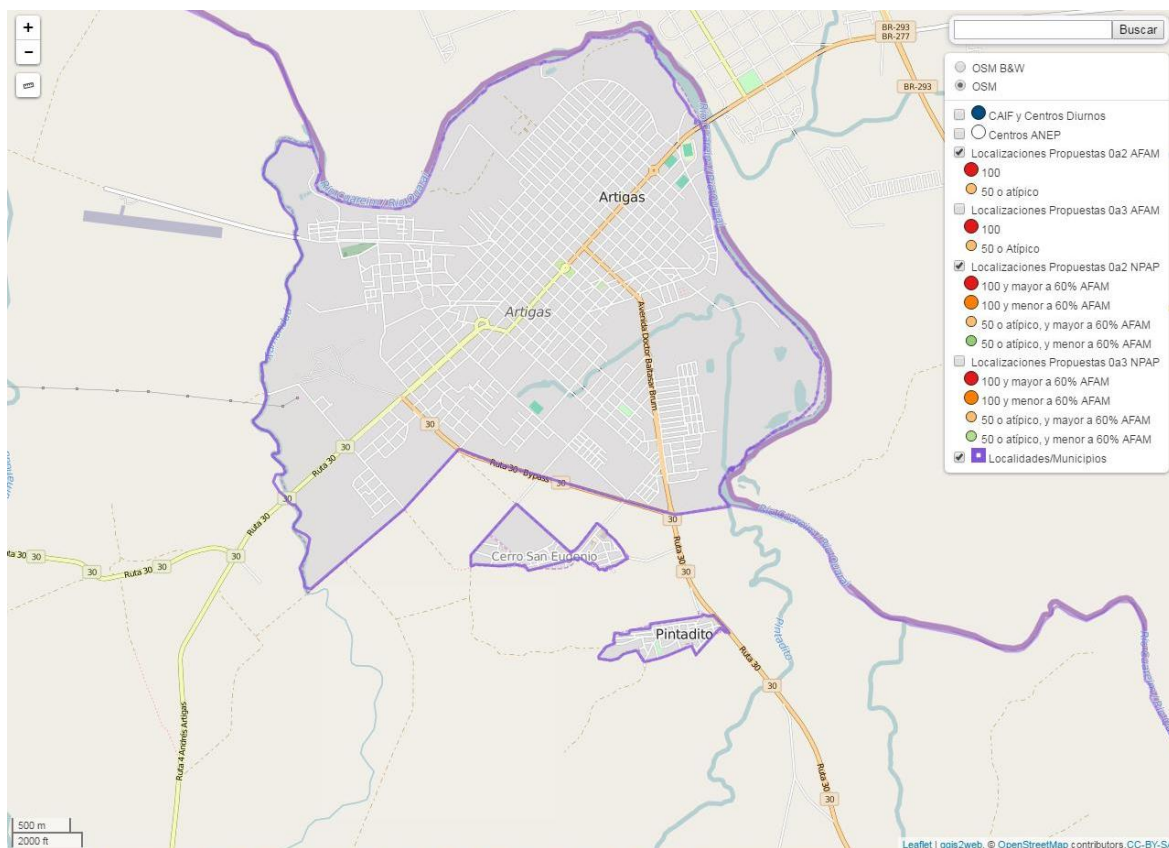 +
−
BR-293
BR-277
BR-293
Buscar
OSM B&W
OSM
CAIF y Centros Diurnos
Centros ANEP
Localizaciones Propuestas 0a2 AFAM
100
50 o atípico
Localizaciones Propuestas 0a3 AFAM
100
50 o Atípico
Localizaciones Propuestas 0a2 NPAP
100 y mayor a 60% AFAM
100 y menor a 60% AFAM
50 o atípico, y mayor a 60% AFAM
50 o atípico, y menor a 60% AFAM
Localizaciones Propuestas 0a3 NPAP
100 y mayor a 60% AFAM
100 y menor a 60% AFAM
50 o atípico, y mayor a 60% AFAM
50 o atípico, y menor a 60% AFAM
Localidades/Municipios
Artigas
Artigas
Avenida Doctor Baltasar Brum
30
Ruta 30
30
Ruta 30 - Bypass
30
30
30
Ruta 30
30
Cerro San Eugenio
Ruta 30
30
30
Ruta 30
30
30
Pintadito
Pintadito
Ruta 30
30
Ruta 4 Andrés Artigas
Ruta 30
30
500 m
2000 ft
Leaflet | qgis2web, © OpenStreetMap contributors, CC-BY-SA